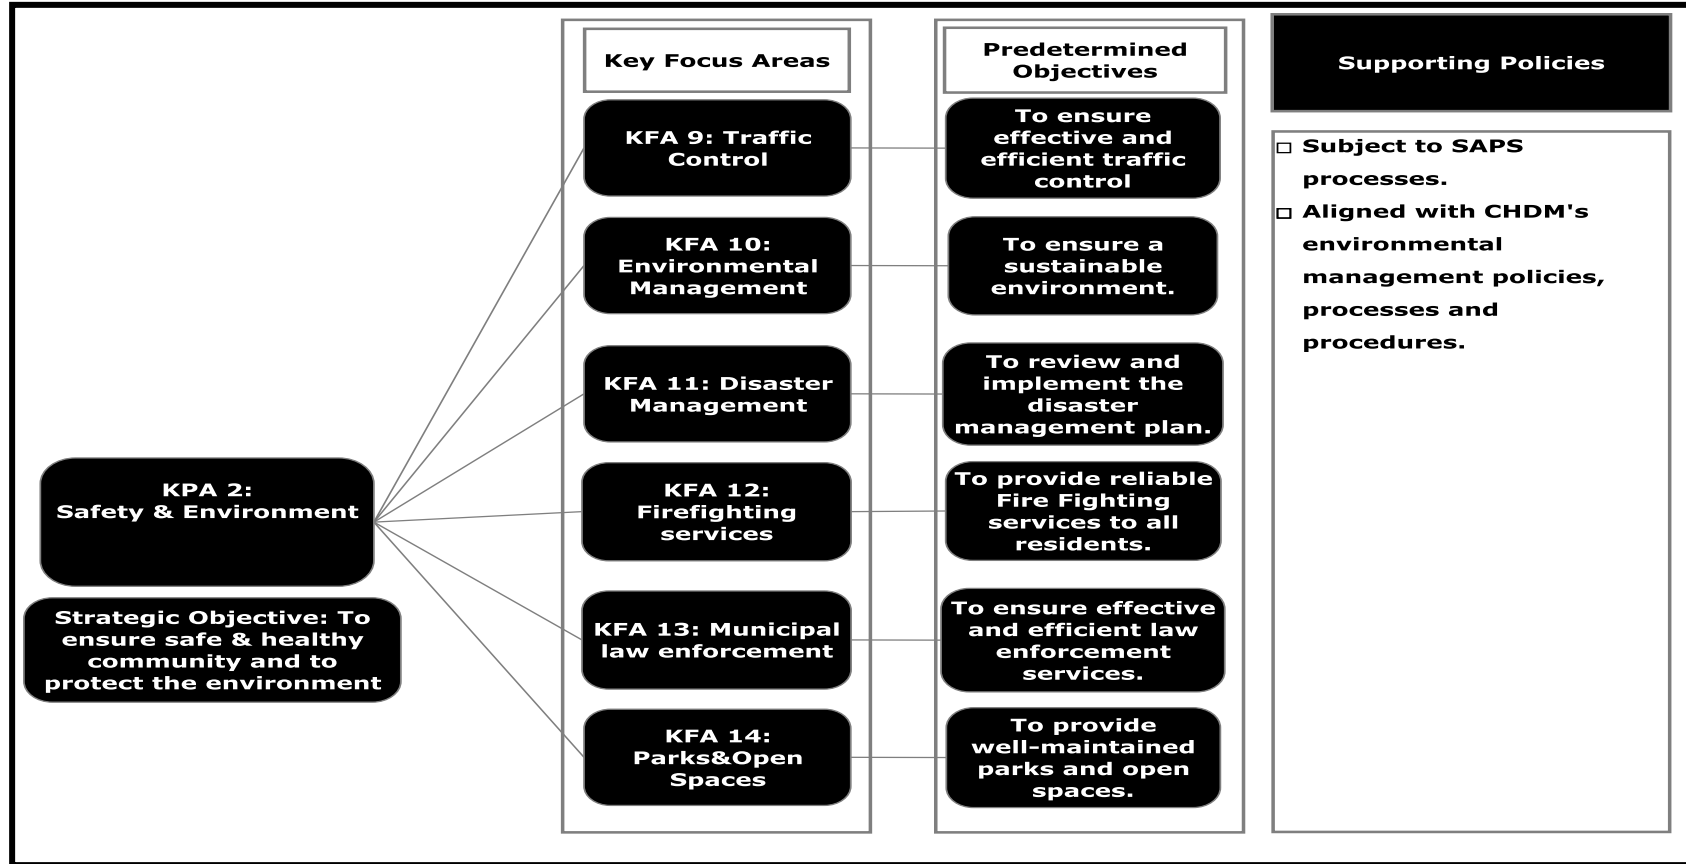 Key Focus Areas
Predetermined
Objectives
Supporting Policies
KPA 2:
Safety & Environment
Strategic Objective: To
ensure safe & healthy
community and to
protect the environment
KFA 9: Traffic
Control
To ensure
effective and
efficient traffic
control
KFA 10:
Environmental
Management
To ensure a
sustainable
environment.
KFA 11: Disaster
Management
To review and
implement the
disaster
management plan.
KFA 12:
Firefighting
services
To provide reliable
Fire Fighting
services to all
residents.
KFA 13: Municipal
law enforcement
To ensure effective
and efficient law
enforcement
services.
KFA 14:
Parks&Open
Spaces
To provide
well-maintained
parks and open
spaces.
□ Subject to SAPS
processes.
□ Aligned with CHDM's
environmental
management policies,
processes and
procedures.